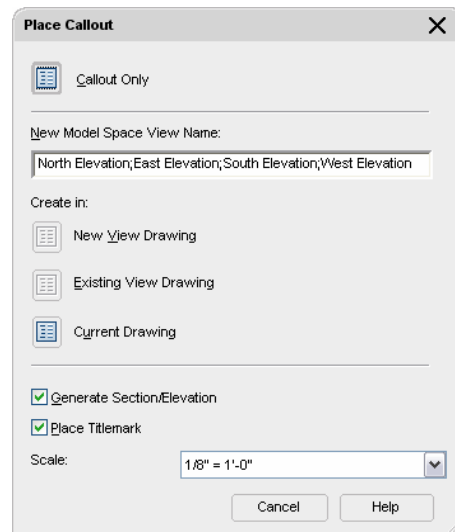 Place Callout
Callout Only
New Model Space View Name:
North Elevation;East Elevation;South Elevation;West Elevation
Create in:
New View Drawing
Existing View Drawing
Current Drawing
Generate Section/Elevation
Place Titlemark
Scale: 1/8" = 1'-0"
Cancel Help